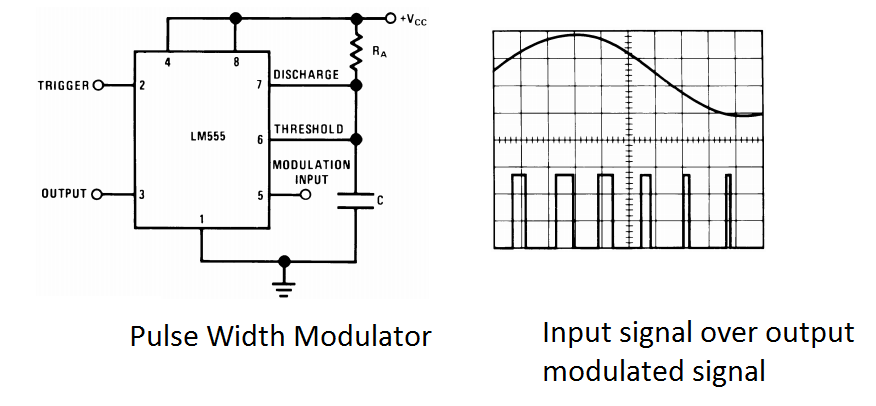 +VCC
RA
4
8
DISCHARGE
7
TRIGGER
2
LM555
THRESHOLD
6
MODULATION
INPUT
OUTPUT
3
5
C
1
Pulse Width Modulator
Input signal over output
modulated signal